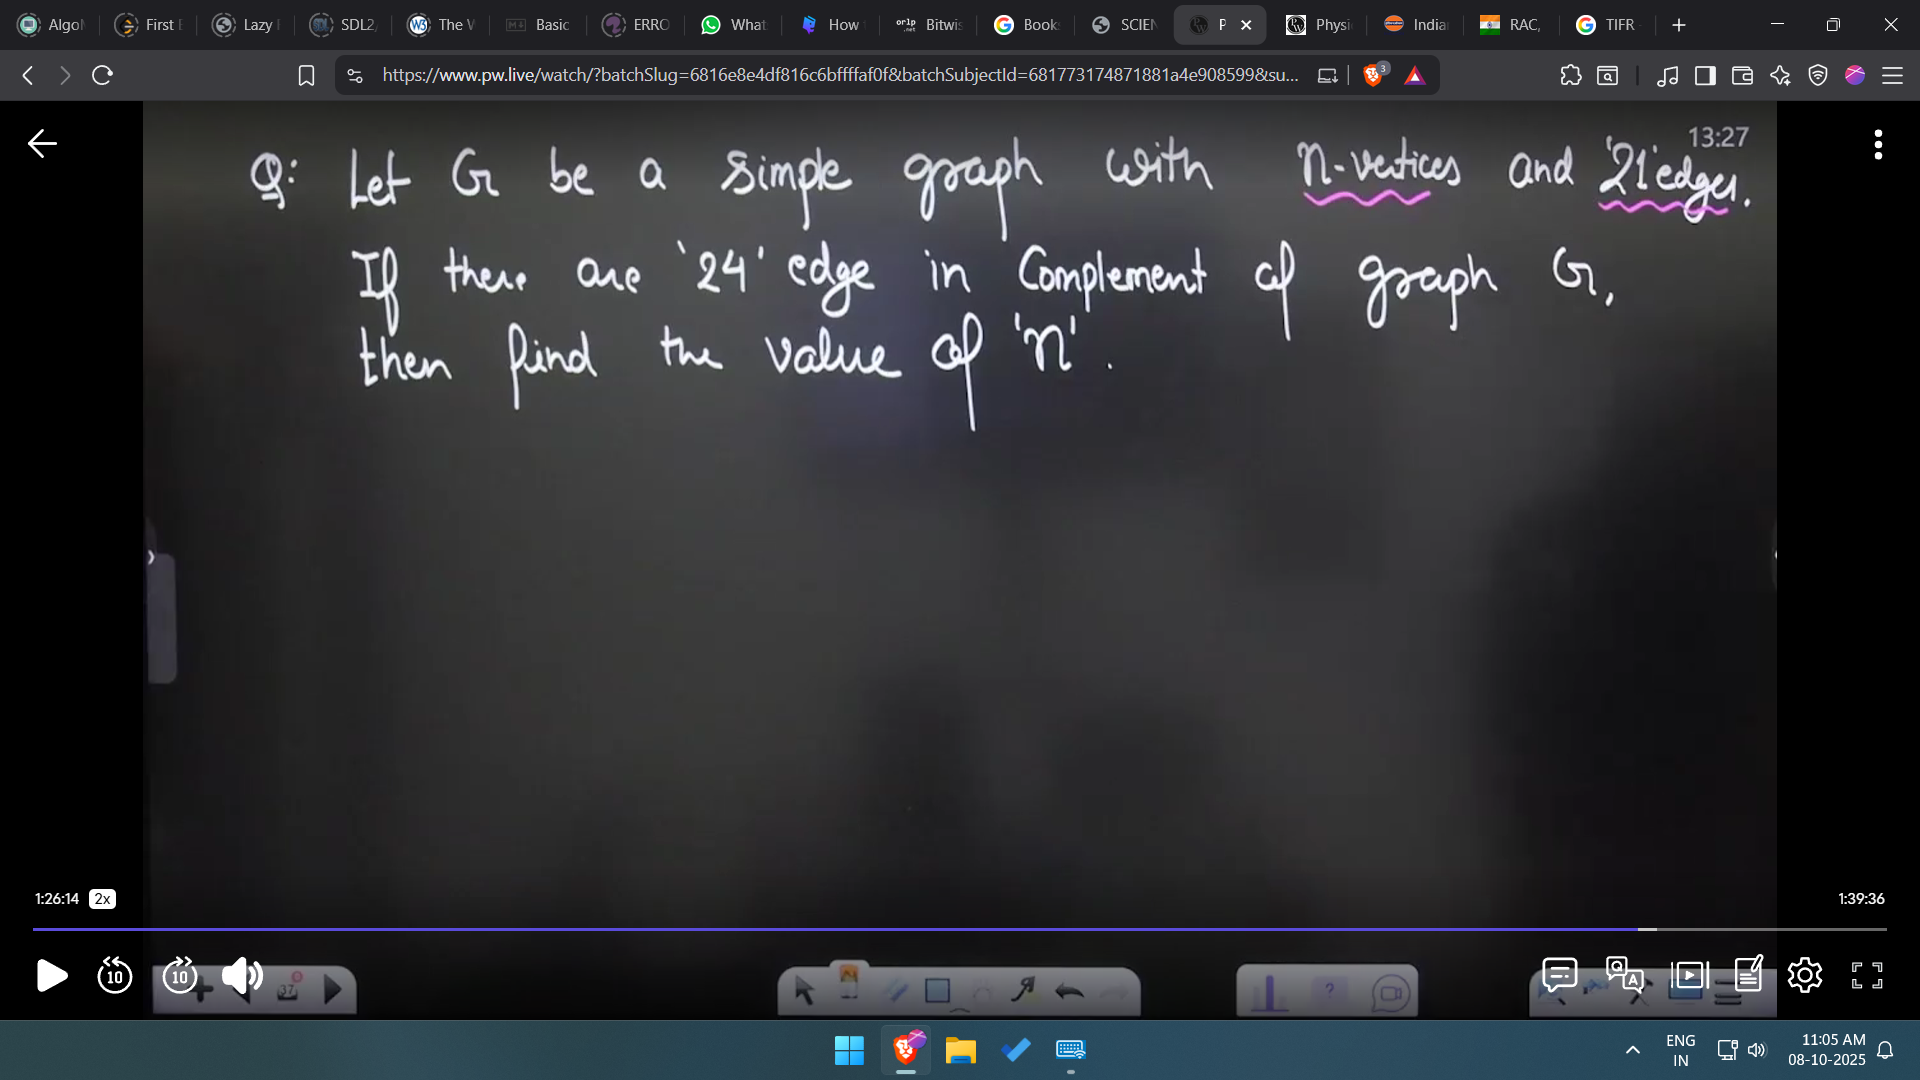 Algo First E Lazy I SDL2, The W Basic ERRO What How Bitwis Book SCIEN P Physi India RAC, TIFR -
https://www.pw.live/watch/?batchSlug=6816e8e4df816c6bffffaf0f&batchSubjectId=681773174871881a4e908599&su... 3
13:27
Q: Let G be a simple graph with n-vertices and '21' edges.
If there are '24' edge in Complement of graph G,
then find the value of 'n'.
1:26:14 2x 1:39:36
10 10 37
ENG 11:05 AM
IN 08-10-2025